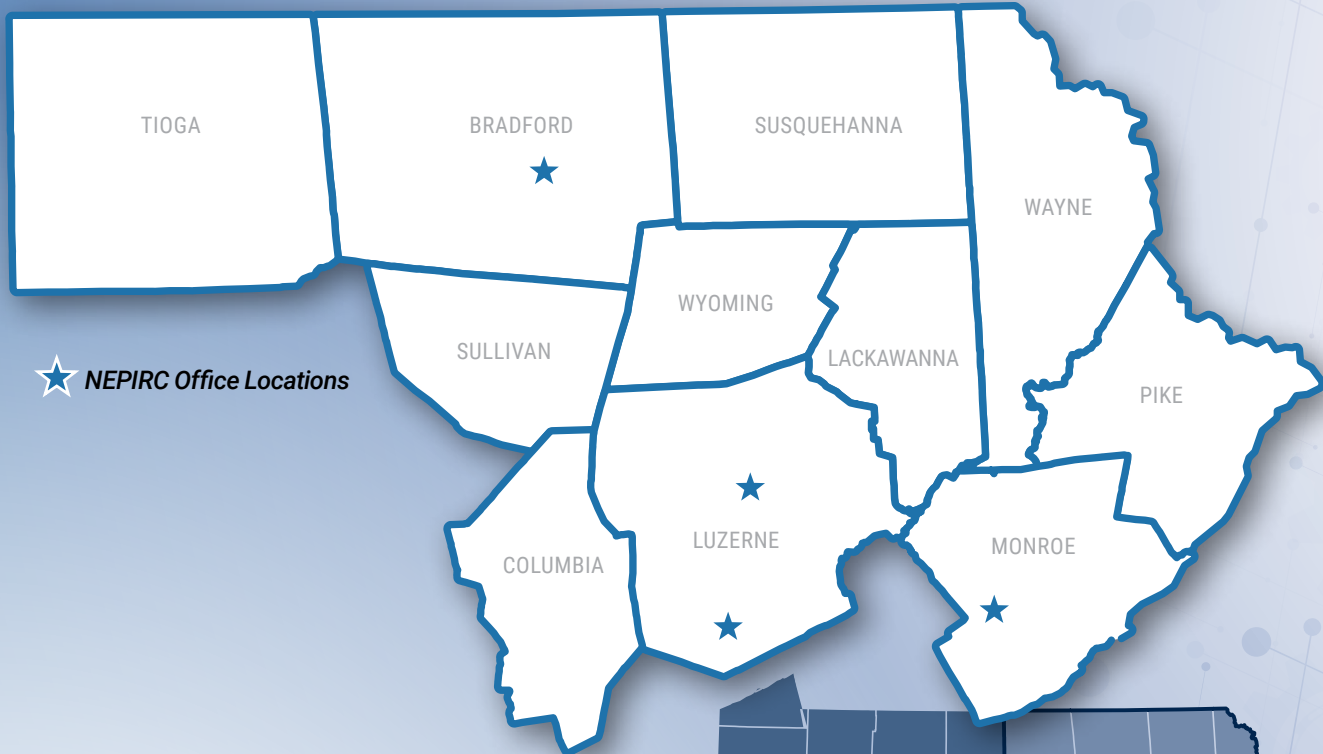 TIOGA
BRADFORD
SUSQUEHANNA
WAYNE
WYOMING
SULLIVAN
LACKAWANNA
NEPIRC Office Locations
PIKE
LUZERNE
MONROE
COLUMBIA